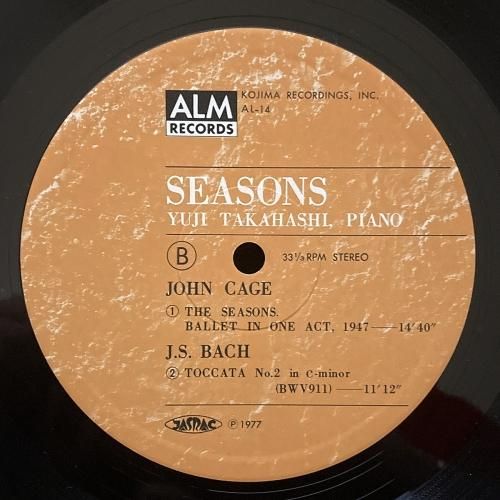 ALM
RECORDS
KOJIMA RECORDINGS, INC.
AL-14
SEASONS
YUJI TAKAHASHI, PIANO
B
33 1/3 RPM STEREO
JOHN CAGE
① THE SEASONS.
BALLET IN ONE ACT, 1947——14'40"
J.S. BACH
② TOCCATA No.2 in C-minor
(BWV911)——11'12"
JASRAC
Ⓟ 1977